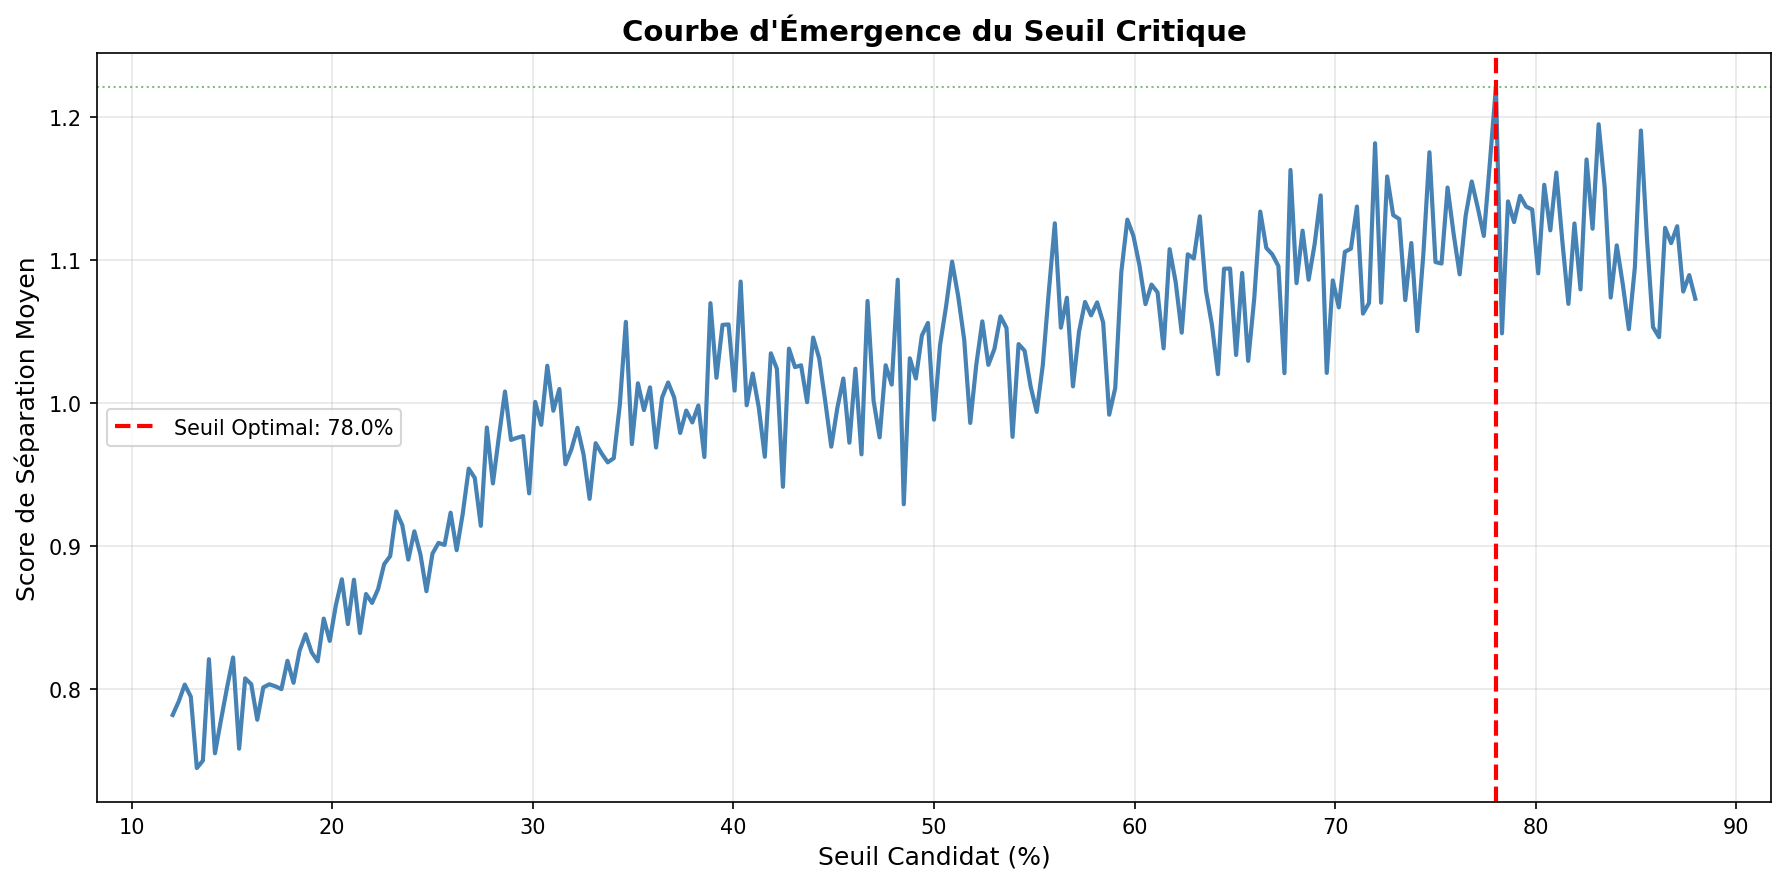 Courbe d'Émergence du Seuil Critique
Score de Séparation Moyen
1.2
1.1
1.0
0.9
0.8
Seuil Optimal: 78.0%
10 20 30 40 50 60 70 80 90
Seuil Candidat (%)